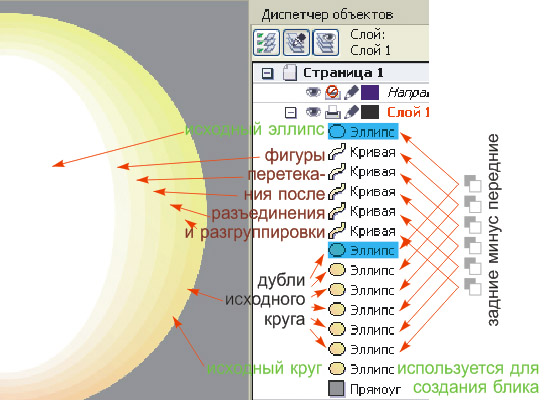 Диспетчер объектов
Слой:
Слой 1
Страница 1
Направ
Слой 1
исходный эллипс
Эллипс
фигуры
Кривая
перетека-
Кривая
ния после
Кривая
разъединения
Кривая
и разгруппировки
Кривая
Эллипс
дубли
Эллипс
исходного
Эллипс
круга
Эллипс
Эллипс
Эллипс
исходный круг
Эллипс
используется для
Прямоуг
создания блика
задние минус передние